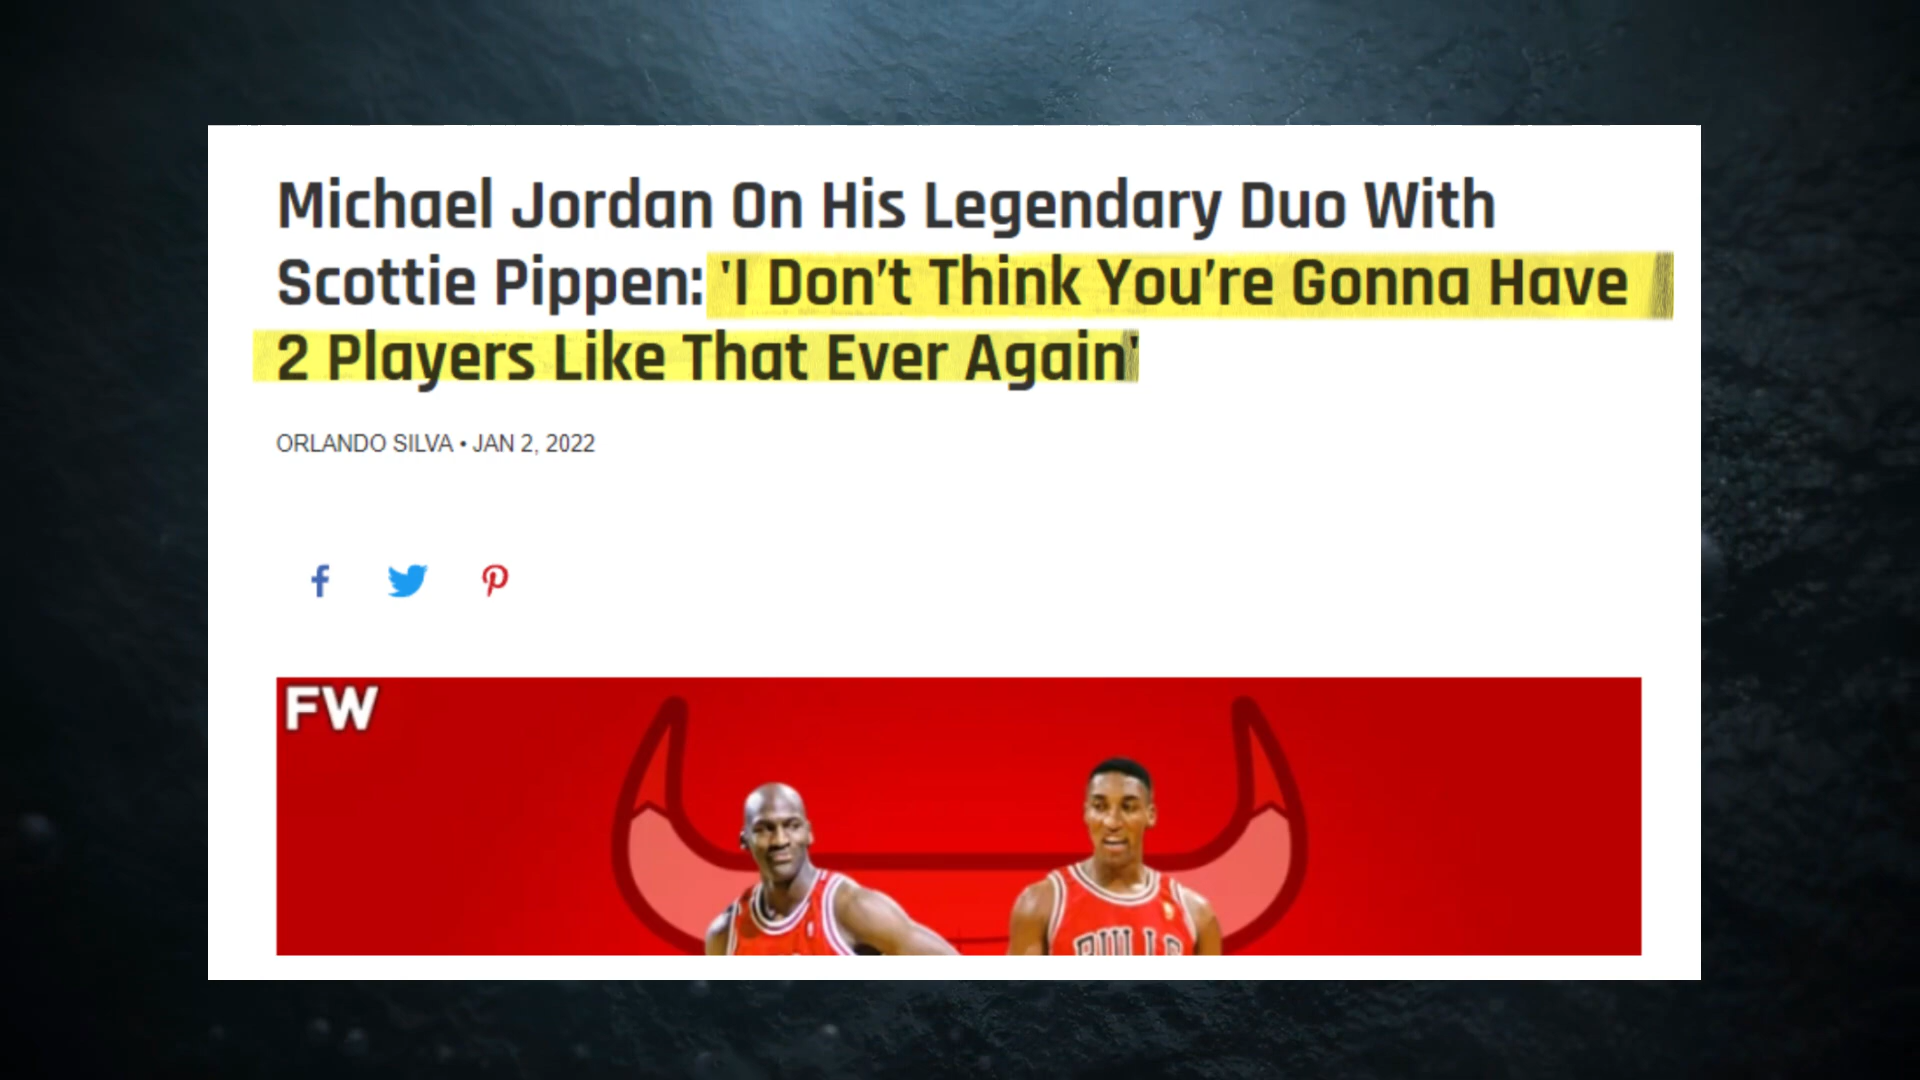 Michael Jordan On His Legendary Duo With
Scottie Pippen: 'I Don’t Think You’re Gonna Have
2 Players Like That Ever Again'
ORLANDO SILVA • JAN 2, 2022
FW
BULLS